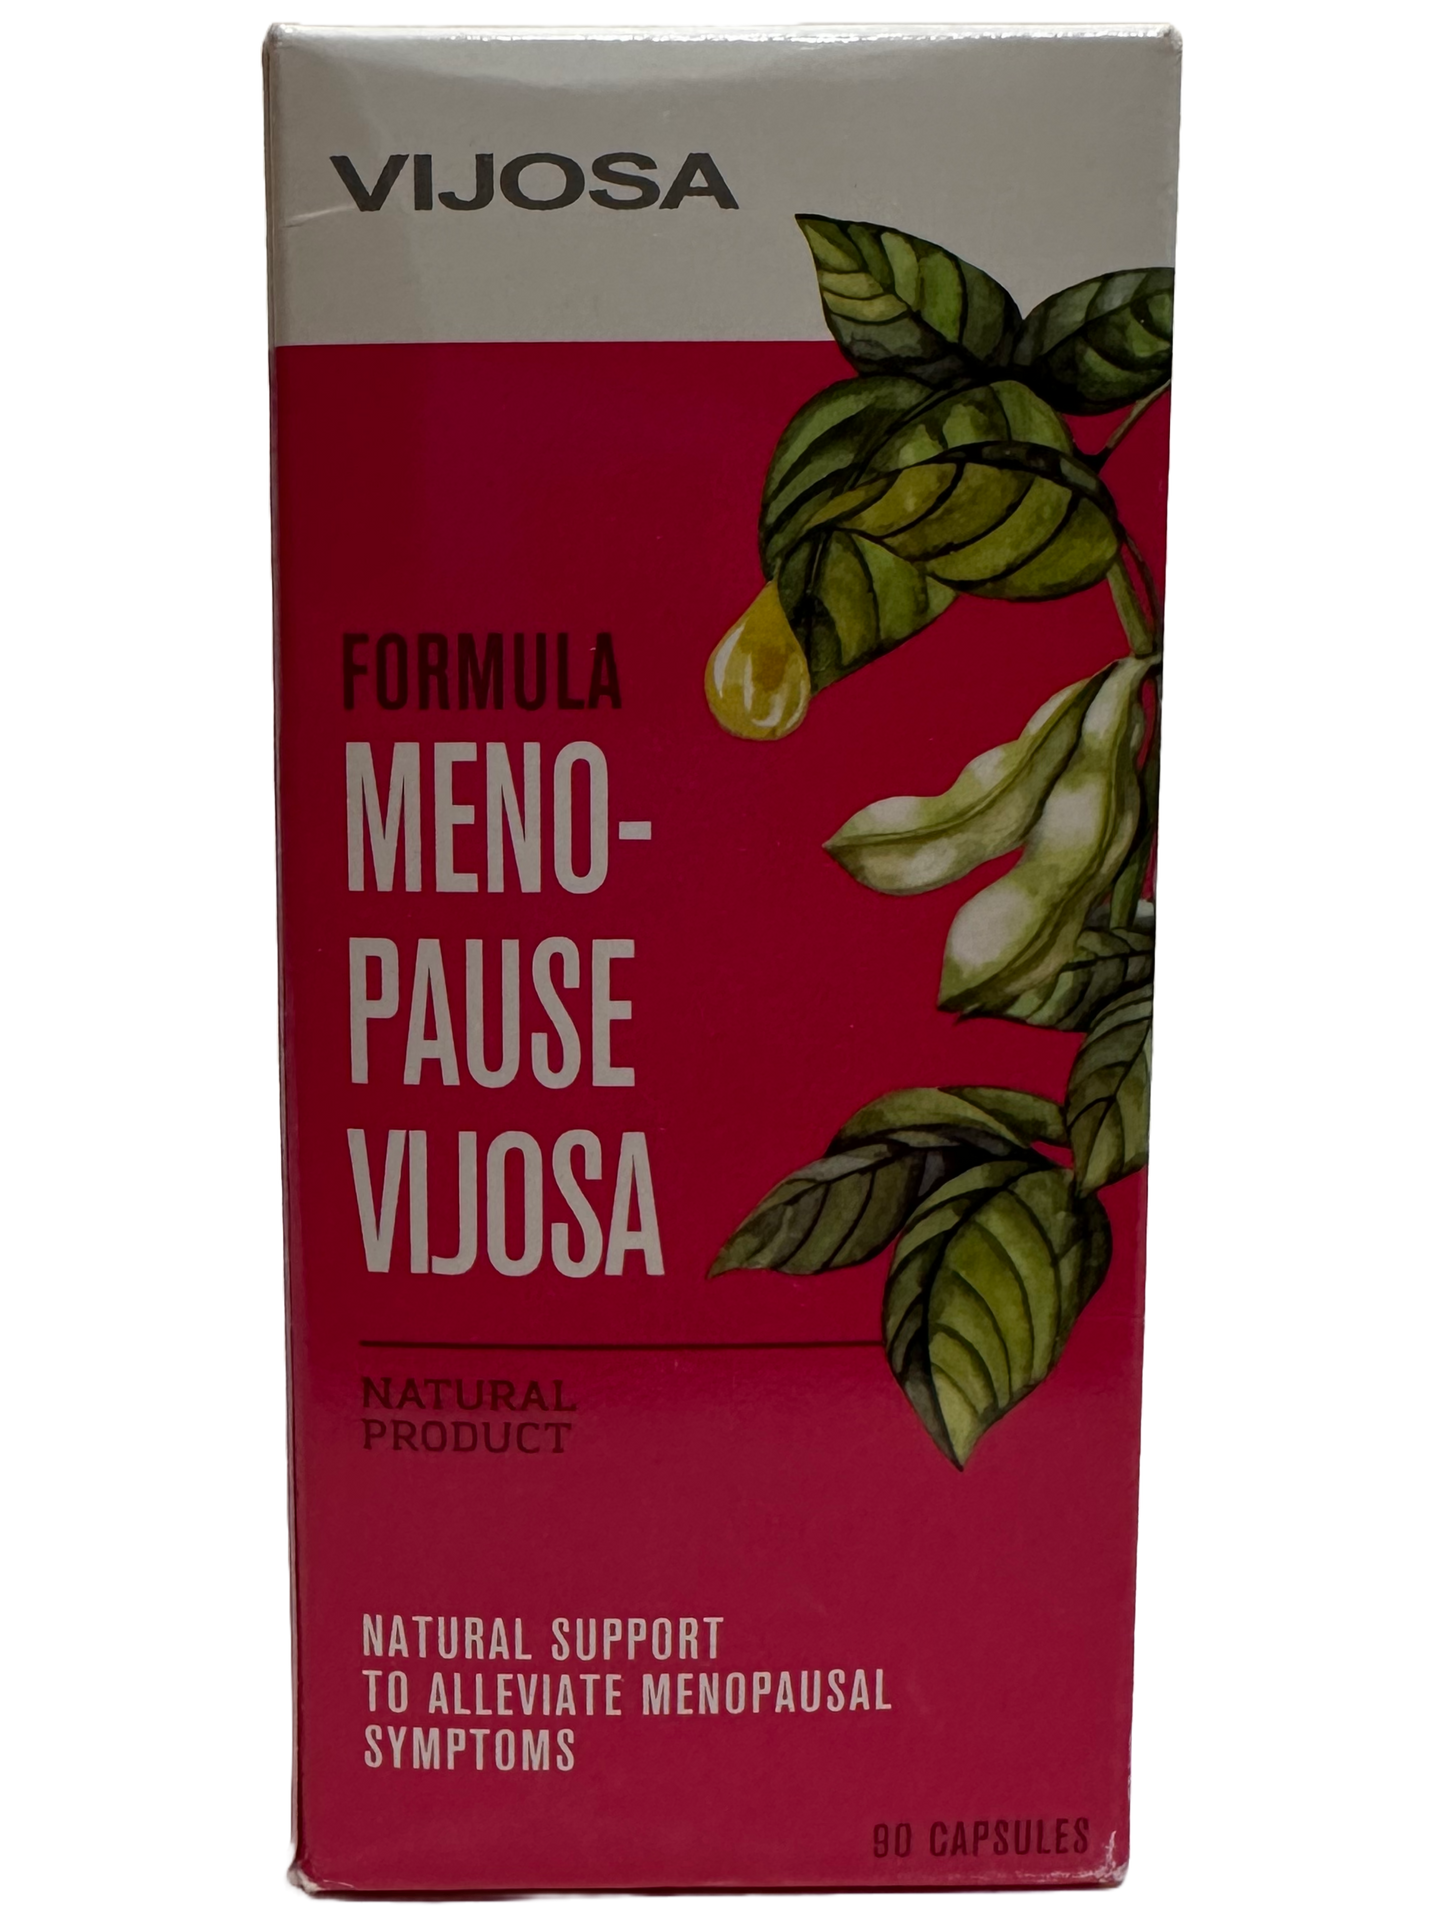 VIJOSA
FORMULA
MENO-
PAUSE
VIJOSA
NATURAL
PRODUCT
NATURAL SUPPORT
TO ALLEVIATE MENOPAUSAL
SYMPTOMS
90 CAPSULES